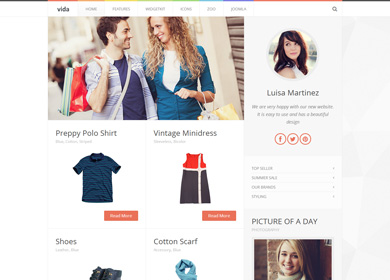 vida
HOME
FEATURES
WIDGETKIT
ICONS
ZOO
JOOMLA
Luisa Martinez
We are very happy with our new website.
It is easy to use and has a beautiful
design
Preppy Polo Shirt
Blue, Cotton, Striped
Read More
Vintage Minidress
Sleeveless, Brodet
Read More
TOP SELLER
SUMMER SALE
OUR BRANDS
STYLING
PICTURE OF A DAY
PHOTOGRAPHY
Shoes
Leather, Blue
Cotton Scarf
Accessory, Blue